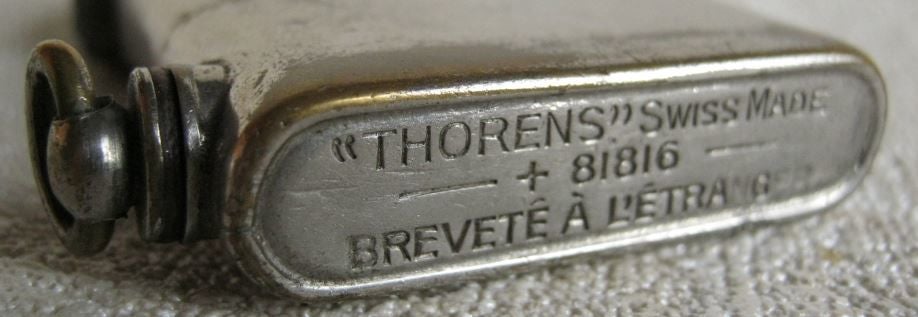 “THORENS” SWISS MADE
— + 81816 —
BREVETÉ À L'ÉTRANGER